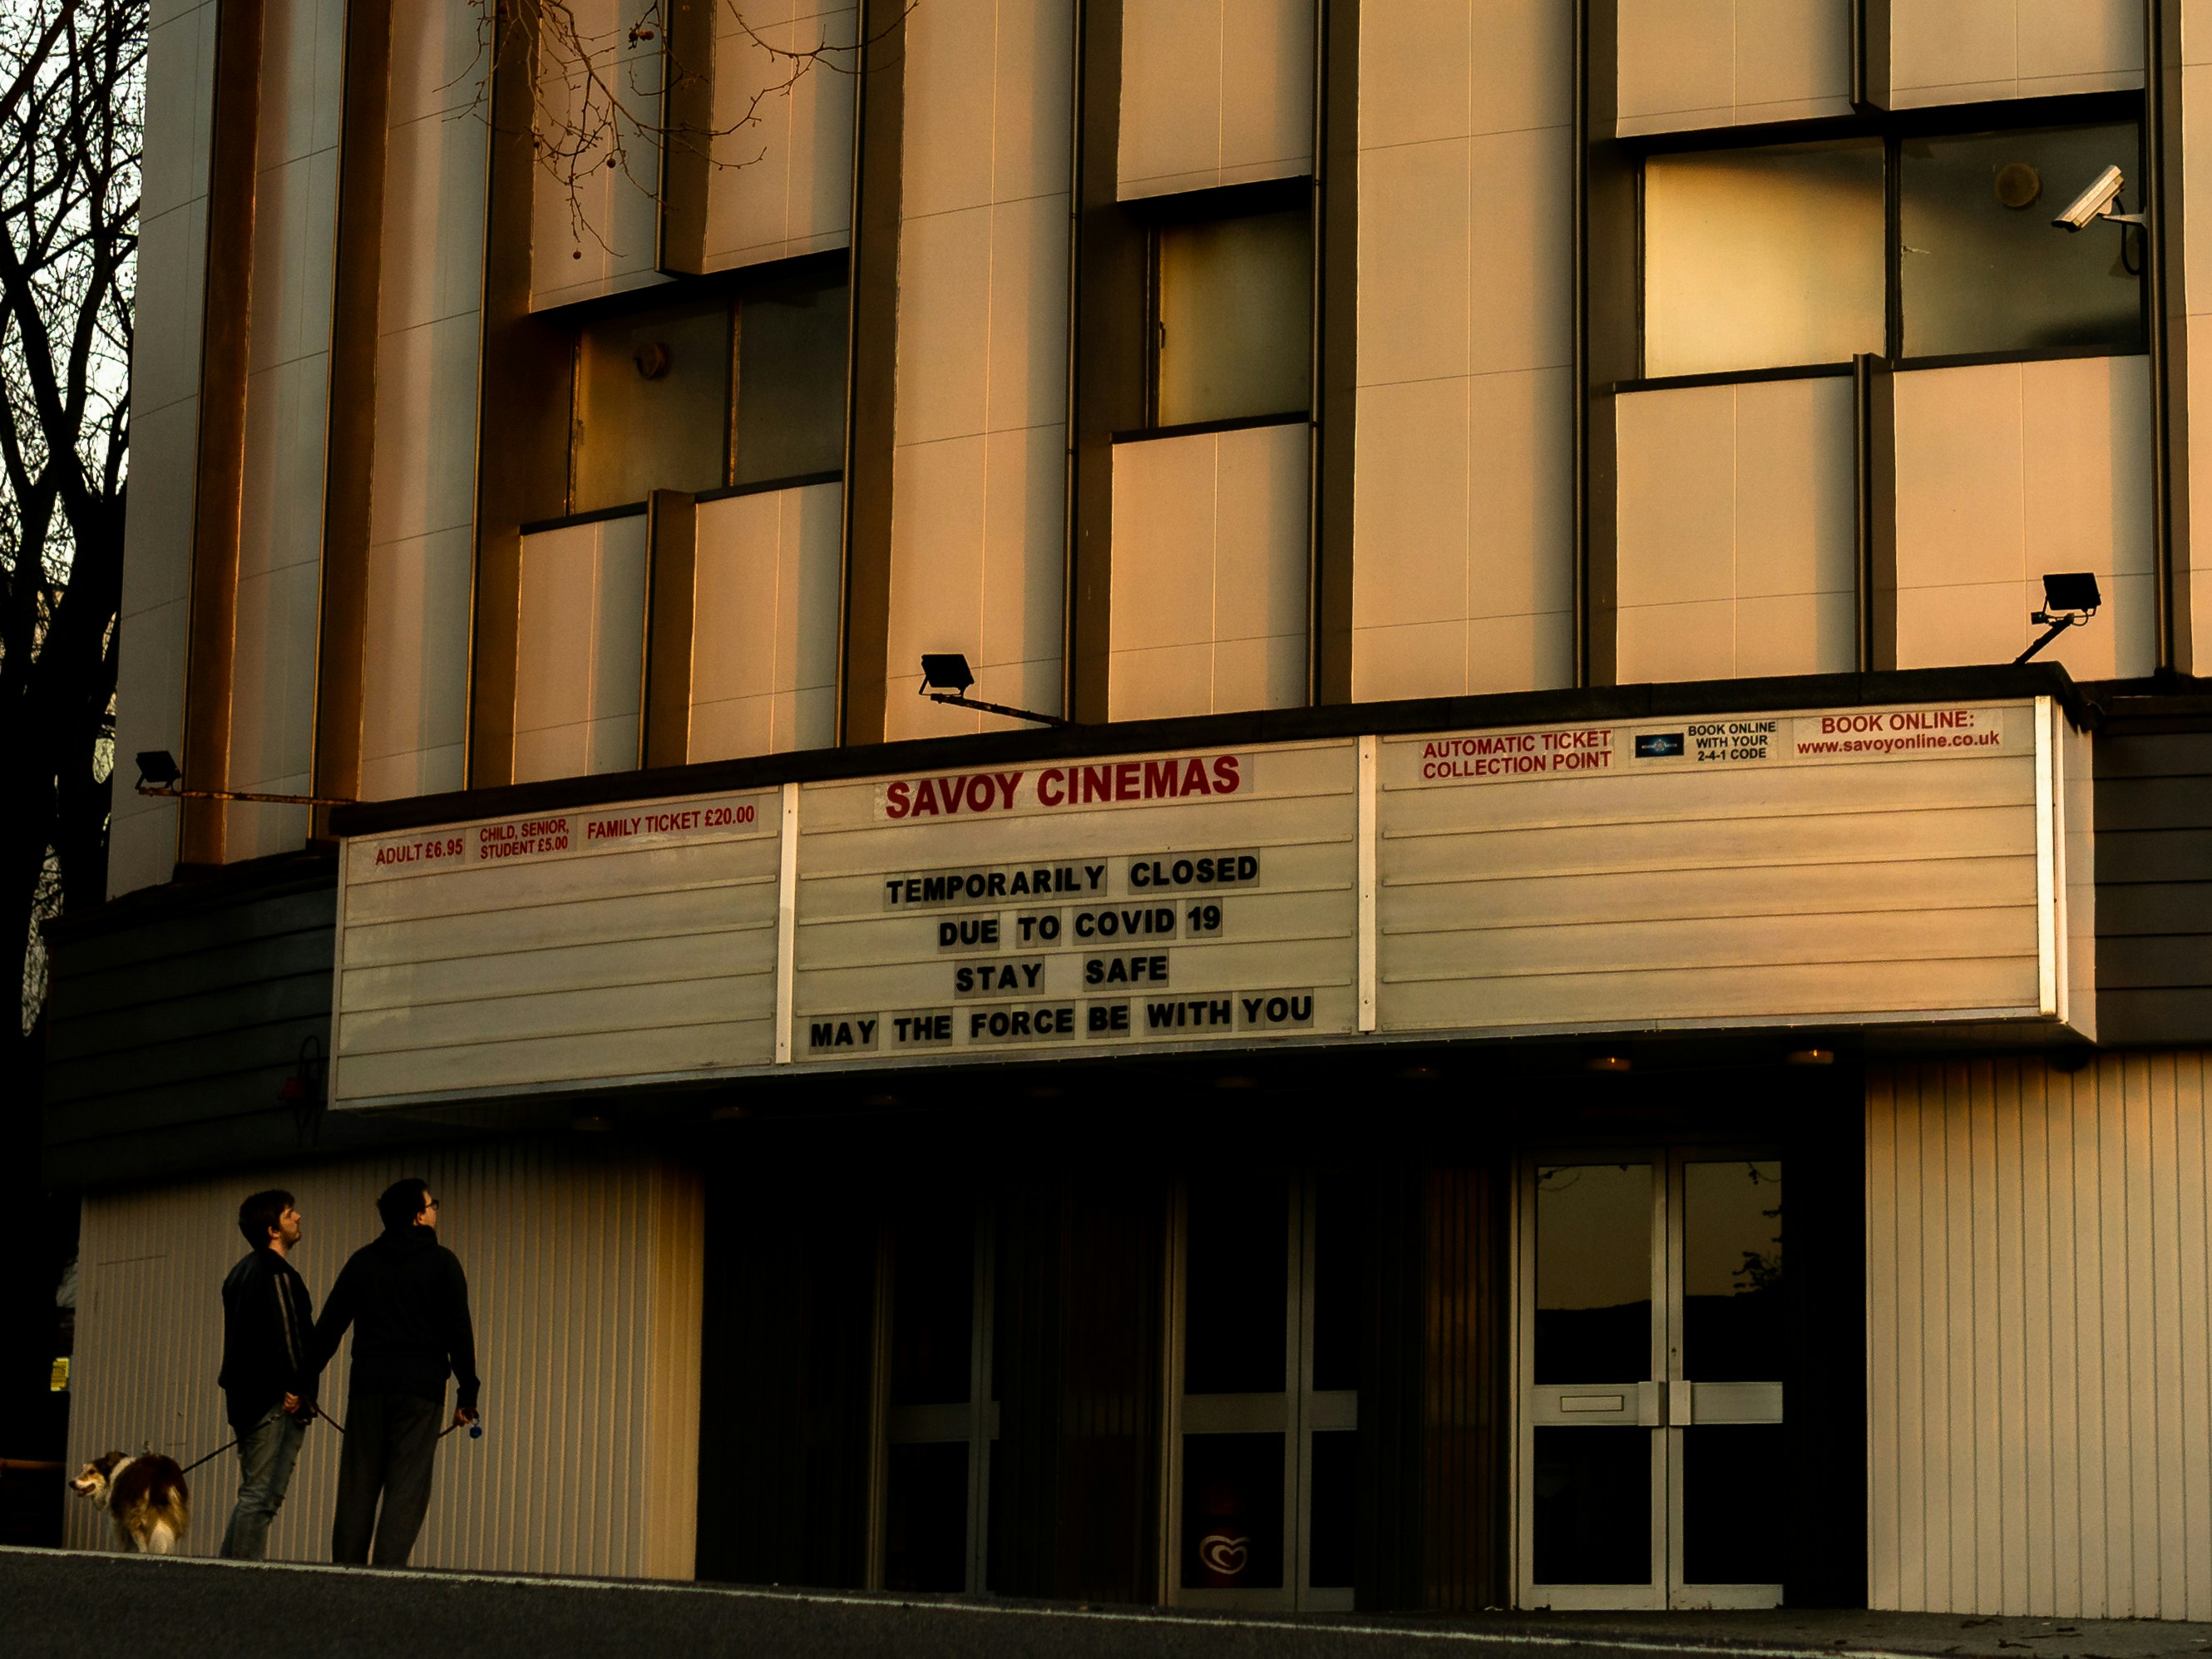 ADULT £6.95
CHILD, SENIOR,
STUDENT £5.00
FAMILY TICKET £20.00
SAVOY CINEMAS
TEMPORARILY CLOSED
DUE TO COVID 19
STAY SAFE
MAY THE FORCE BE WITH YOU
AUTOMATIC TICKET
COLLECTION POINT
BOOK ONLINE
WITH YOUR
2-4-1 CODE
BOOK ONLINE:
www.savoyonline.co.uk